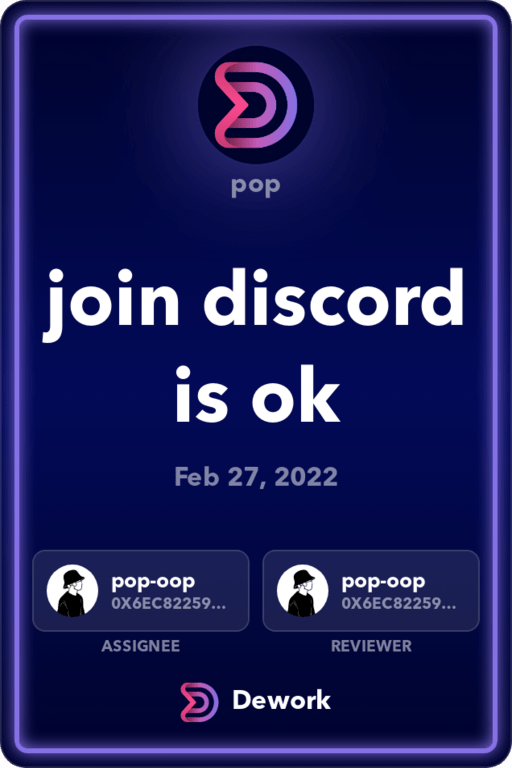 pop
join discord
is ok
Feb 27, 2022
pop-oop
0X6EC82259...
ASSIGNEE
pop-oop
0X6EC82259...
REVIEWER
Dework